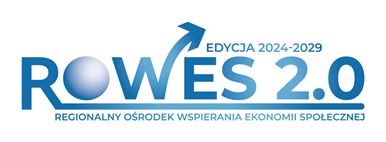 EDYCJA 2024-2029
ROWES 2.0
REGIONALNY OŚRODEK WSPIERANIA EKONOMII SPOŁECZNEJ